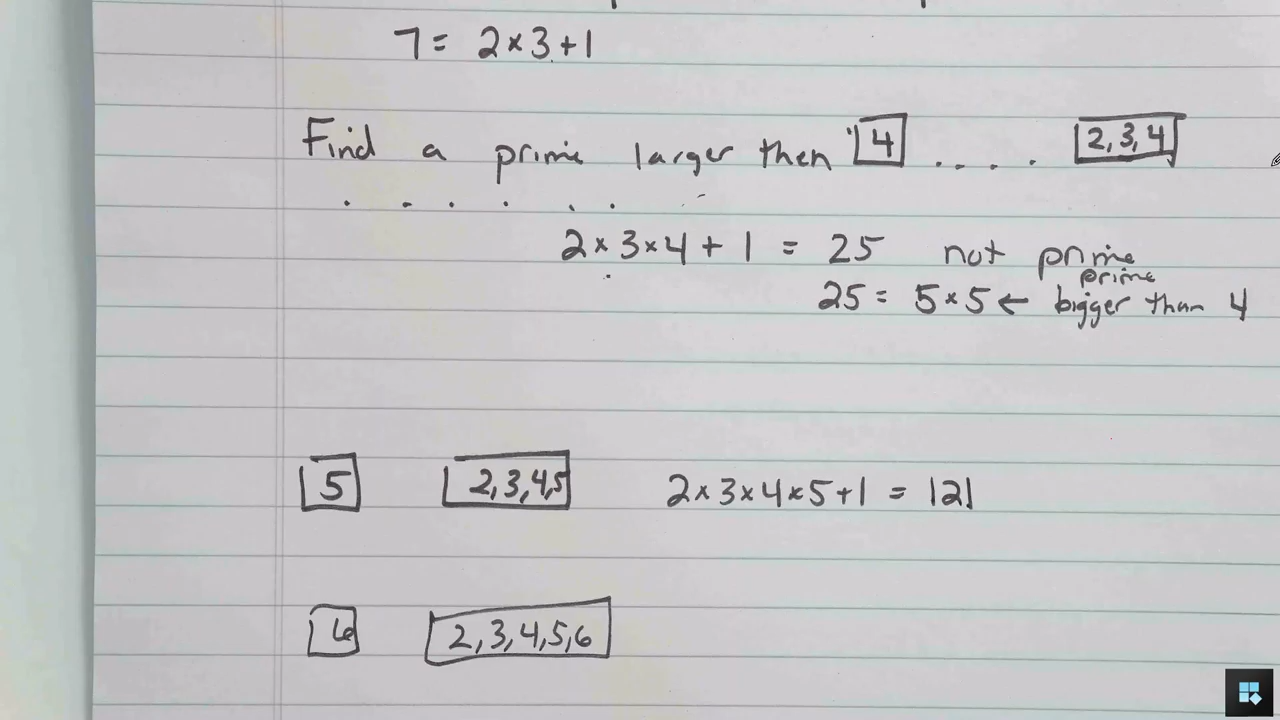 7 = 2×3+1
Find a prime larger then 4 .... 2,3,4
2×3×4+1 = 25 not prime
prime
25 = 5×5 ← bigger than 4
5 2,3,4,5 2×3×4×5+1 = 121
6 2,3,4,5,6